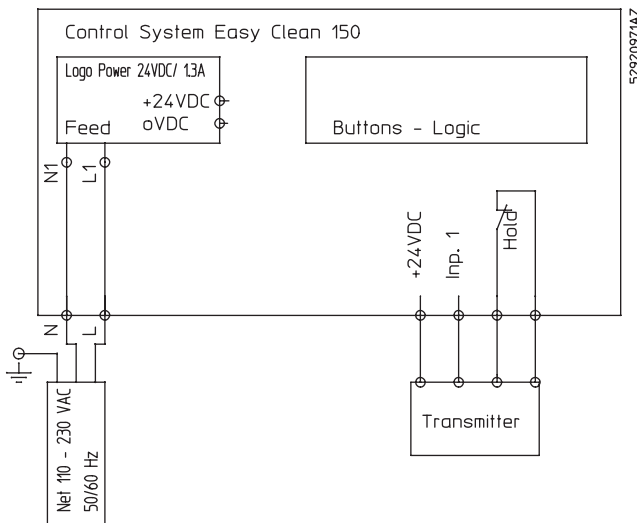 Control System Easy Clean 150
52920971AZ
Logo Power 24VDC/ 1.3A
+24VDC
oVDC
Feed
Buttons - Logic
N1
L1
+24VDC
Inp. 1
Hold
N
L
Net 110 - 230 VAC
50/60 Hz
Transmitter